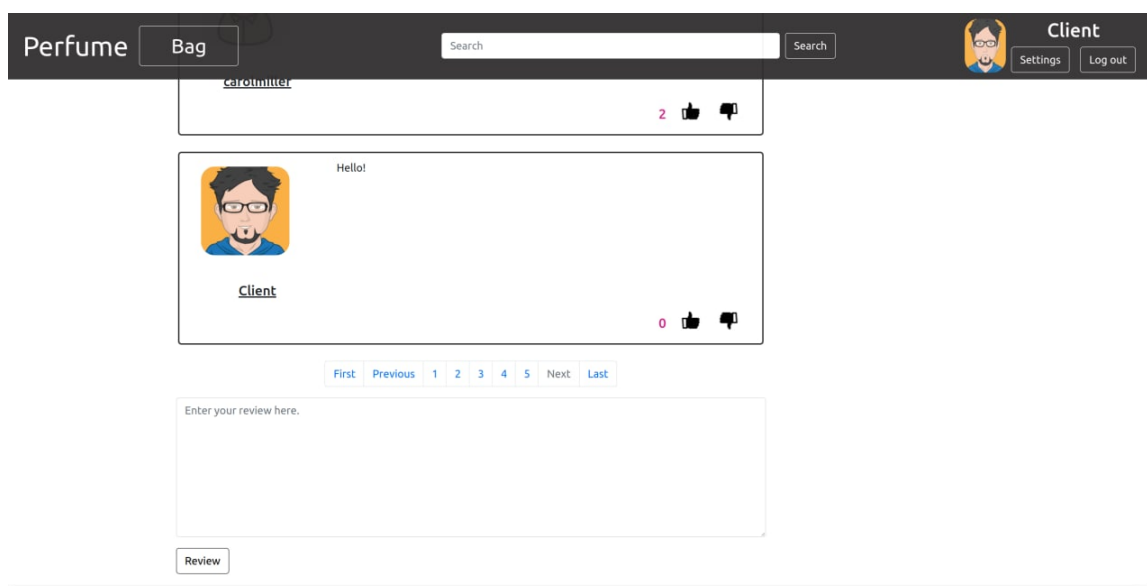 Perfume
Bag
Search
Search
Client
Settings
Log out
carolmiller
2
Hello!
Client
0
First Previous 1 2 3 4 5 Next Last
Enter your review here.
Review